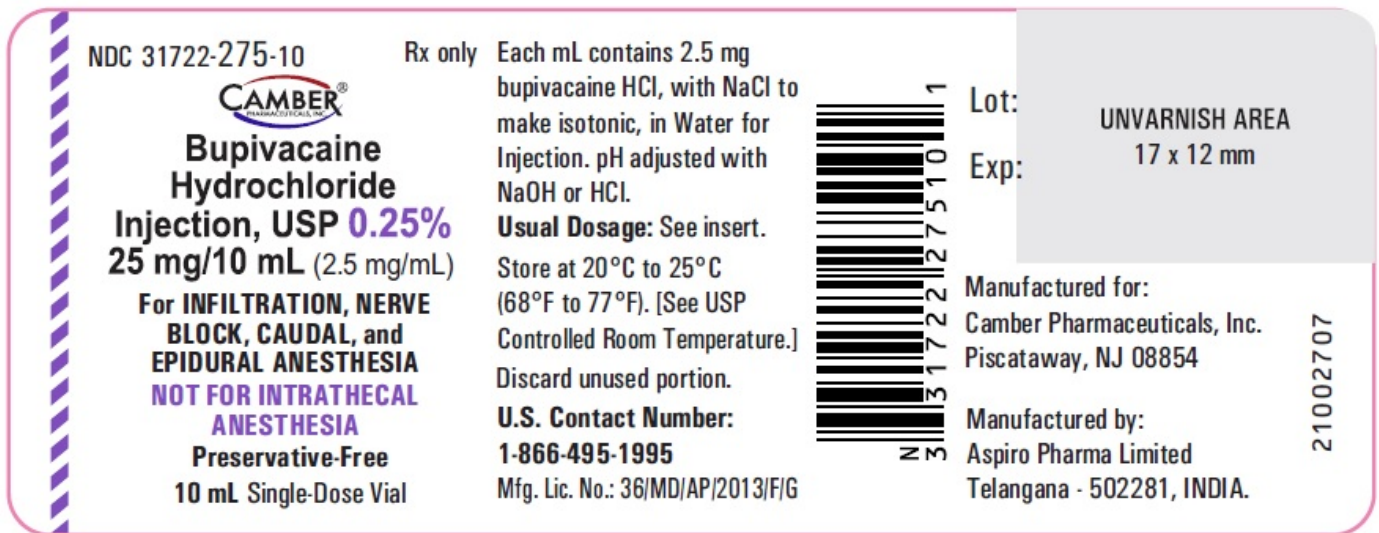 NDC 31722-275-10 Rx only
CAMBER®
PHARMACEUTICALS, INC.
Bupivacaine
Hydrochloride
Injection, USP 0.25%
25 mg/10 mL (2.5 mg/mL)
For INFILTRATION, NERVE
BLOCK, CAUDAL, and
EPIDURAL ANESTHESIA
NOT FOR INTRATHECAL
ANESTHESIA
Preservative-Free
10 mL Single-Dose Vial
Each mL contains 2.5 mg
bupivacaine HCl, with NaCl to
make isotonic, in Water for
Injection. pH adjusted with
NaOH or HCl.
Usual Dosage: See insert.
Store at 20°C to 25°C
(68°F to 77°F). [See USP
Controlled Room Temperature.]
Discard unused portion.
U.S. Contact Number:
1-866-495-1995
Mfg. Lic. No.: 36/MD/AP/2013/F/G
N
3 31722 27510 1
Lot:
Exp:
UNVARNISH AREA
17 x 12 mm
Manufactured for:
Camber Pharmaceuticals, Inc.
Piscataway, NJ 08854
Manufactured by:
Aspiro Pharma Limited
Telangana - 502281, INDIA.
21002707